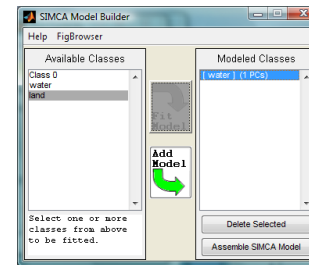 SIMCA Model Builder
Help FigBrowser
Available Classes
Class 0
water
land
Select one or more
classes from above
to be fitted.
Fit
Model
Add
Model
Modeled Classes
[ water ] (1 PCs)
Delete Selected
Assemble SIMCA Model